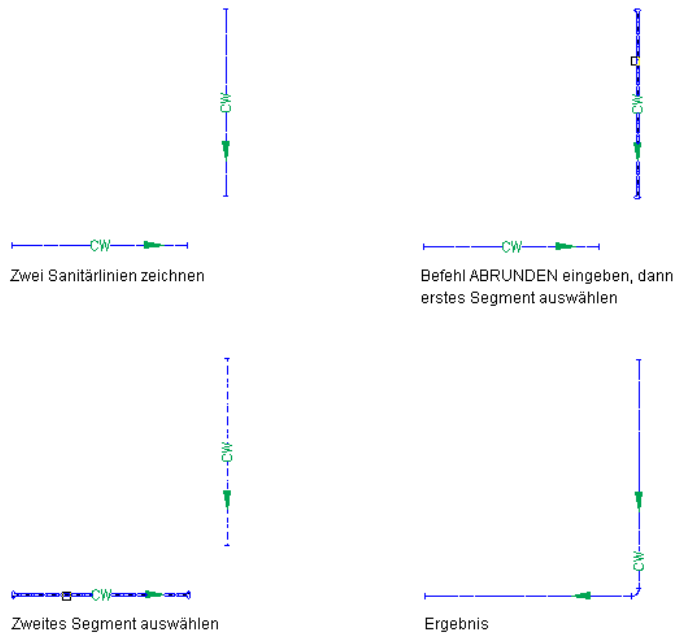 CW
CW
Zwei Sanitärlinien zeichnen
CW
CW
Befehl ABRUNDEN eingeben, dann
erstes Segment auswählen
CW
CW
Zweites Segment auswählen
CW
Ergebnis